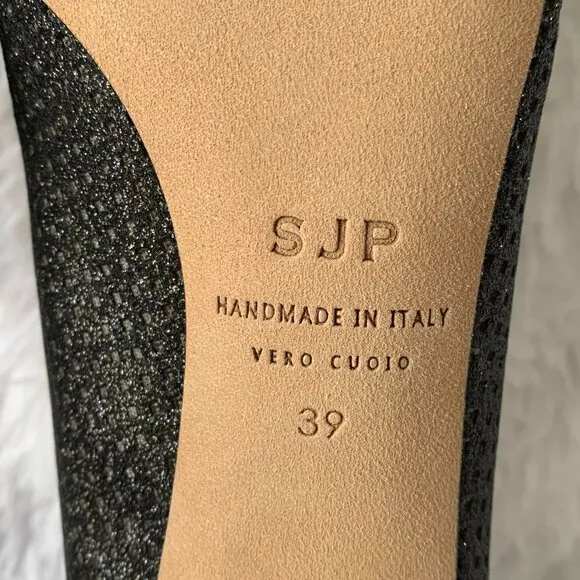 SJP
HANDMADE IN ITALY
VERO CUOIO
39